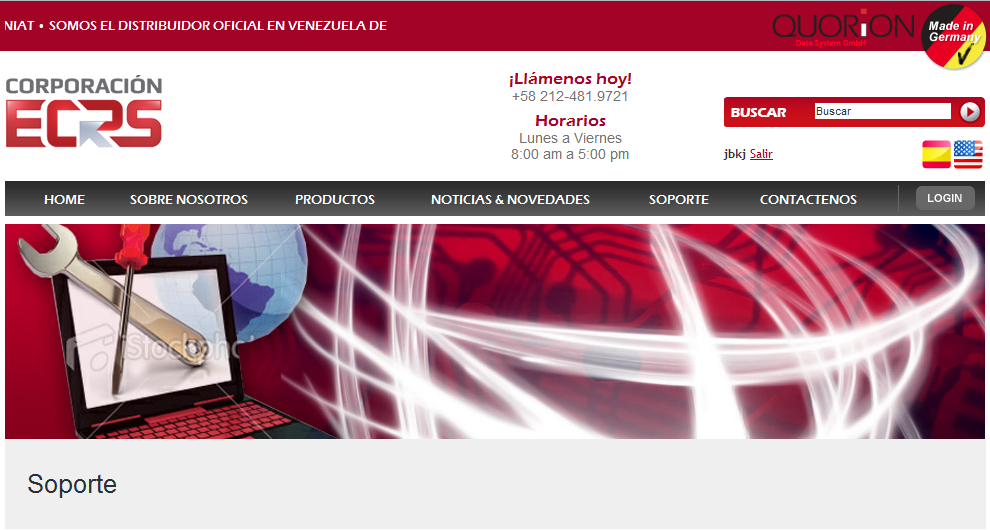 NIAT • SOMOS EL DISTRIBUIDOR OFICIAL EN VENEZUELA DE
QUORION
Data System GmbH
Made in
Germany
CORPORACIÓN
ECRS
¡Llámenos hoy!
+58 212-481.9721
Horarios
Lunes a Viernes
8:00 am a 5:00 pm
BUSCAR Buscar
jbkj Salir
HOME SOBRE NOSOTROS PRODUCTOS NOTICIAS & NOVEDADES SOPORTE CONTACTENOS LOGIN
iStockpho
Soporte